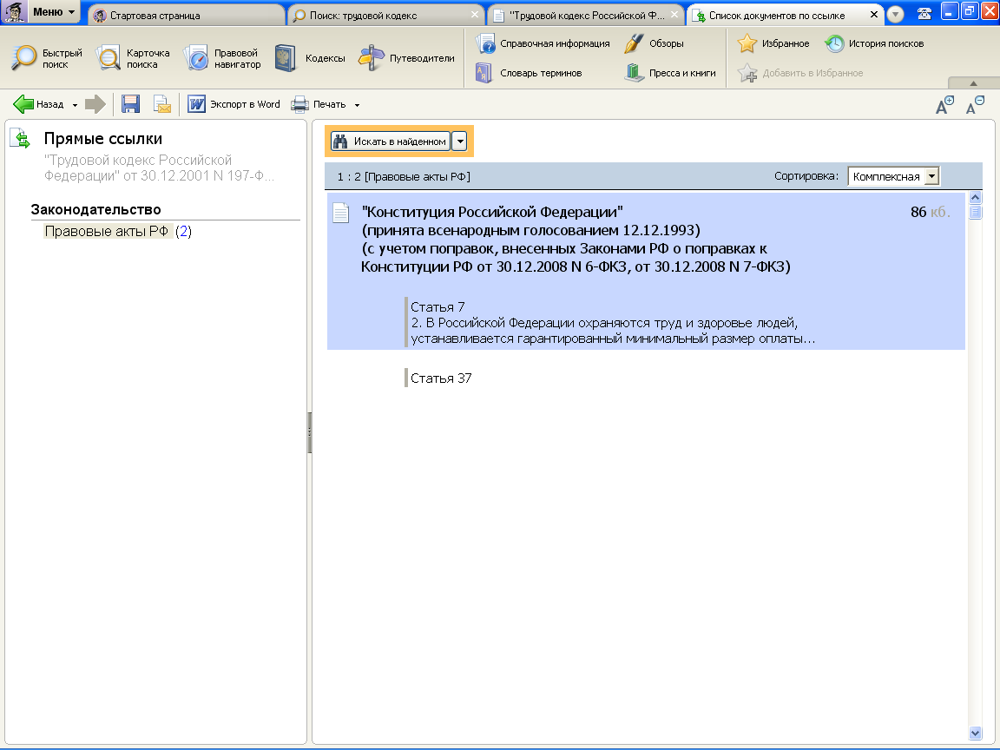 Меню
Стартовая страница
Поиск: трудовой кодекс
"Трудовой кодекс Российской Ф...
Список документов по ссылке
Быстрый
поиск
Карточка
поиска
Правовой
навигатор
Кодексы
Путеводители
Справочная информация
Обзоры
Словарь терминов
Пресса и книги
Избранное
История поисков
Добавить в Избранное
Назад
W
Экспорт в Word
Печать
A
A
Прямые ссылки
"Трудовой кодекс Российской
Федерации" от 30.12.2001 N 197-Ф...
Законодательство
Правовые акты РФ (2)
Искать в найденном
1 : 2 [Правовые акты РФ]
Сортировка: Комплексная
"Конституция Российской Федерации" 86 кб.
(принята всенародным голосованием 12.12.1993)
(с учетом поправок, внесенных Законами РФ о поправках к
Конституции РФ от 30.12.2008 N 6-ФКЗ, от 30.12.2008 N 7-ФКЗ)
Статья 7
2. В Российской Федерации охраняются труд и здоровье людей,
устанавливается гарантированный минимальный размер оплаты...
Статья 37